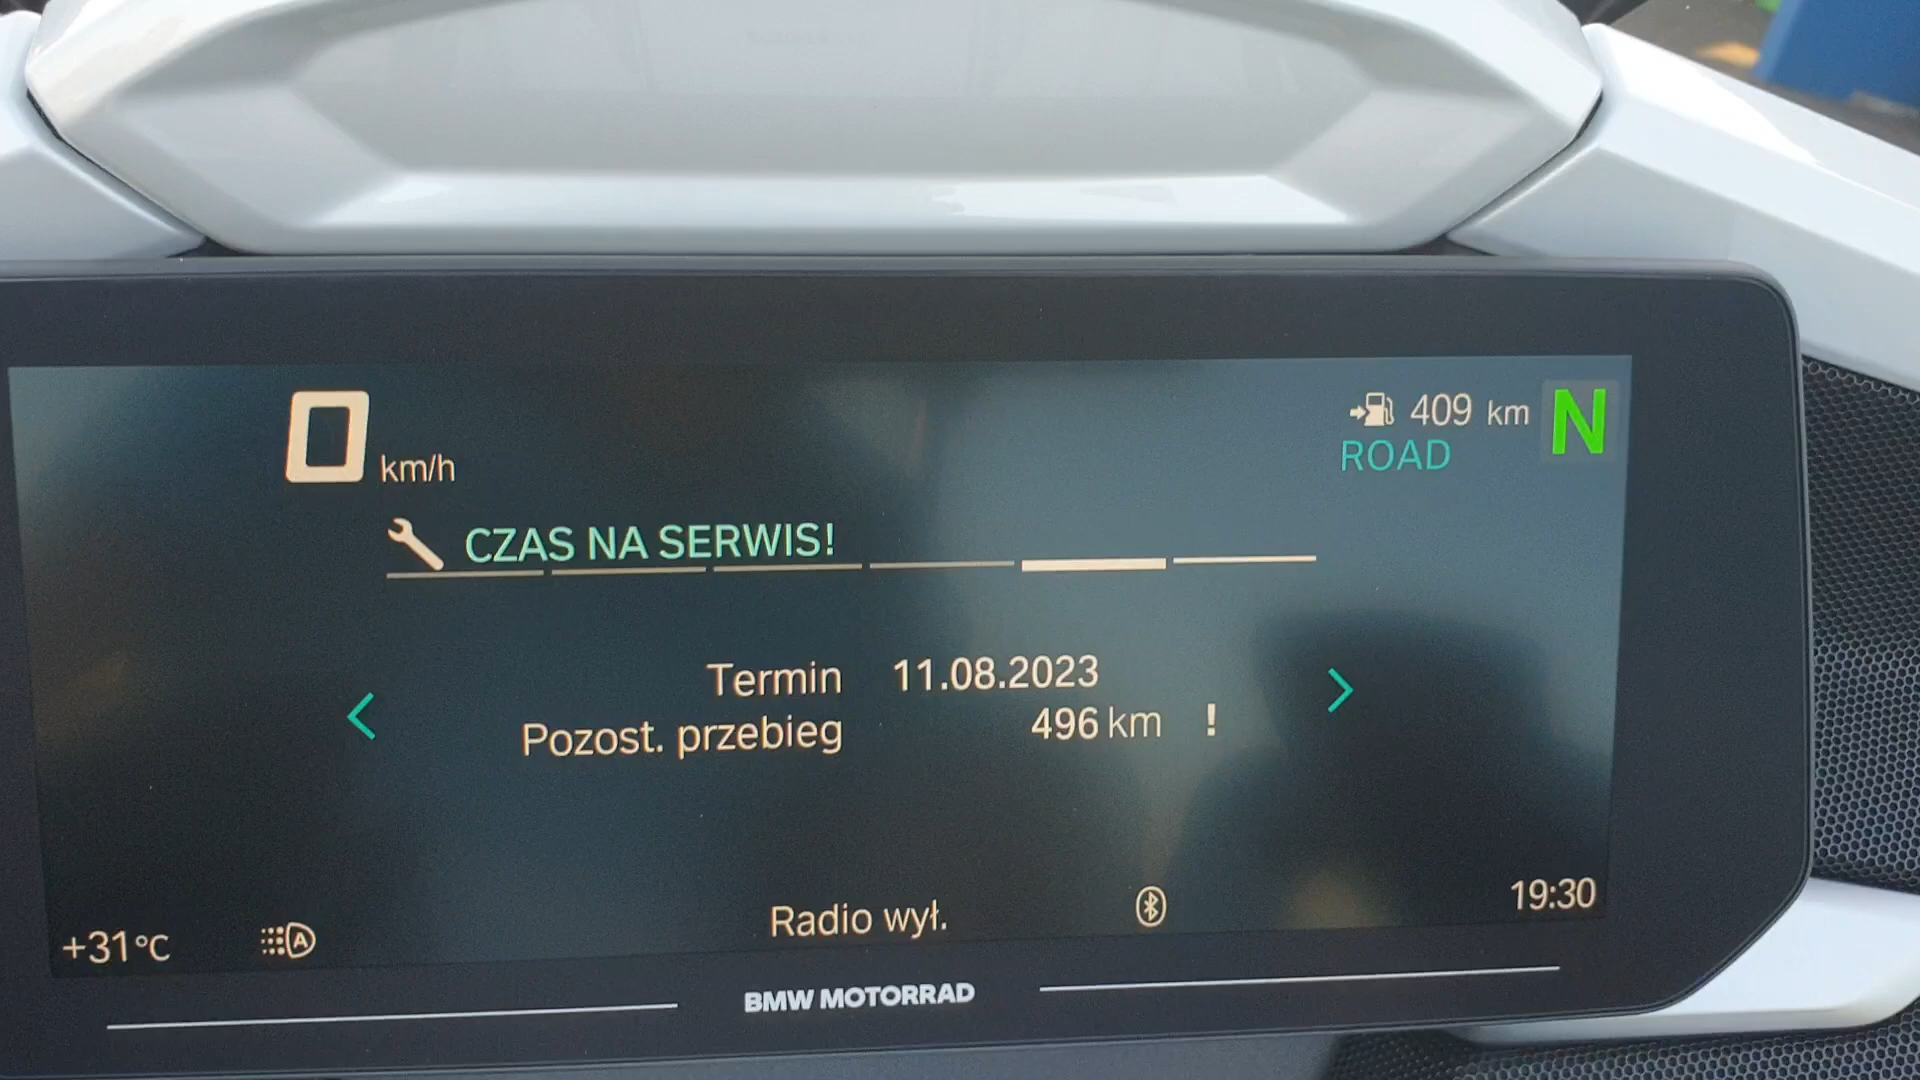 0 km/h
409 km N
ROAD
CZAS NA SERWIS!
Termin 11.08.2023
Pozost. przebieg 496 km !
+31°C A Radio wył. 19:30
BMW MOTORRAD